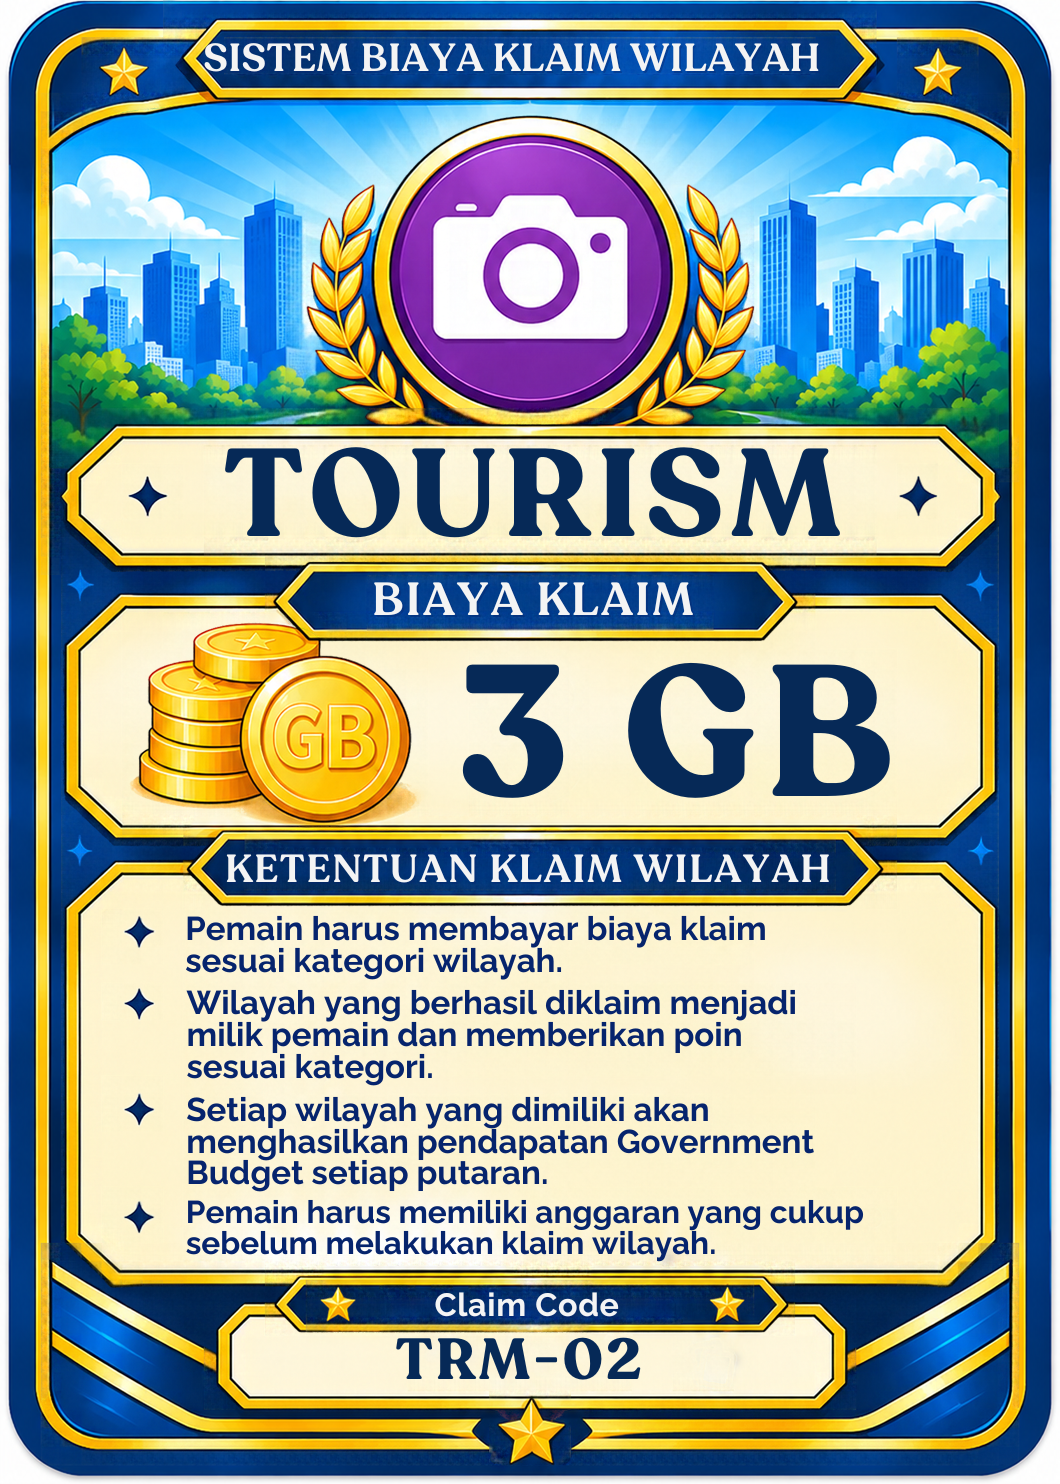 SISTEM BIAYA KLAIM WILAYAH
TOURISM
BIAYA KLAIM
GB
3 GB
KETENTUAN KLAIM WILAYAH
Pemain harus membayar biaya klaim
sesuai kategori wilayah.
Wilayah yang berhasil diklaim menjadi
milik pemain dan memberikan poin
sesuai kategori.
Setiap wilayah yang dimiliki akan
menghasilkan pendapatan Government
Budget setiap putaran.
Pemain harus memiliki anggaran yang cukup
sebelum melakukan klaim wilayah.
Claim Code
TRM-02